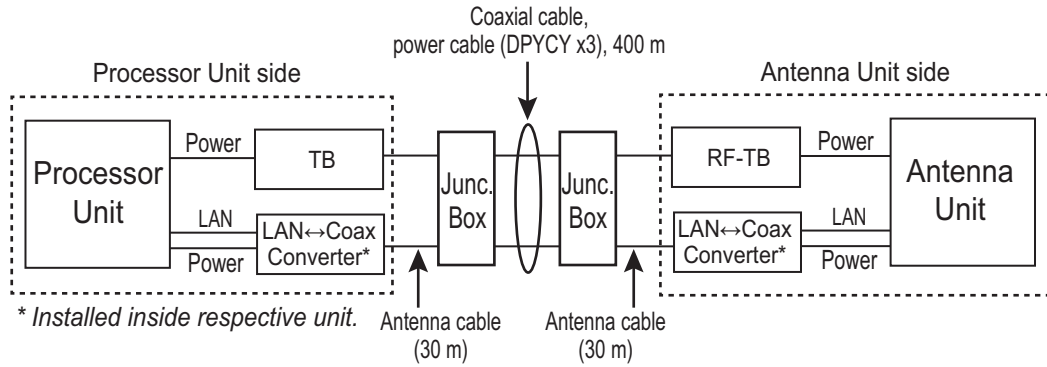 Coaxial cable,
power cable (DPYCY x3), 400 m
Processor Unit side
Antenna Unit side
Processor
Unit
Power
TB
LAN
Power
LAN↔Coax
Converter*
Junc.
Box
Junc.
Box
RF-TB
Power
LAN↔Coax
Converter*
LAN
Power
Antenna
Unit
* Installed inside respective unit.
Antenna cable
(30 m)
Antenna cable
(30 m)